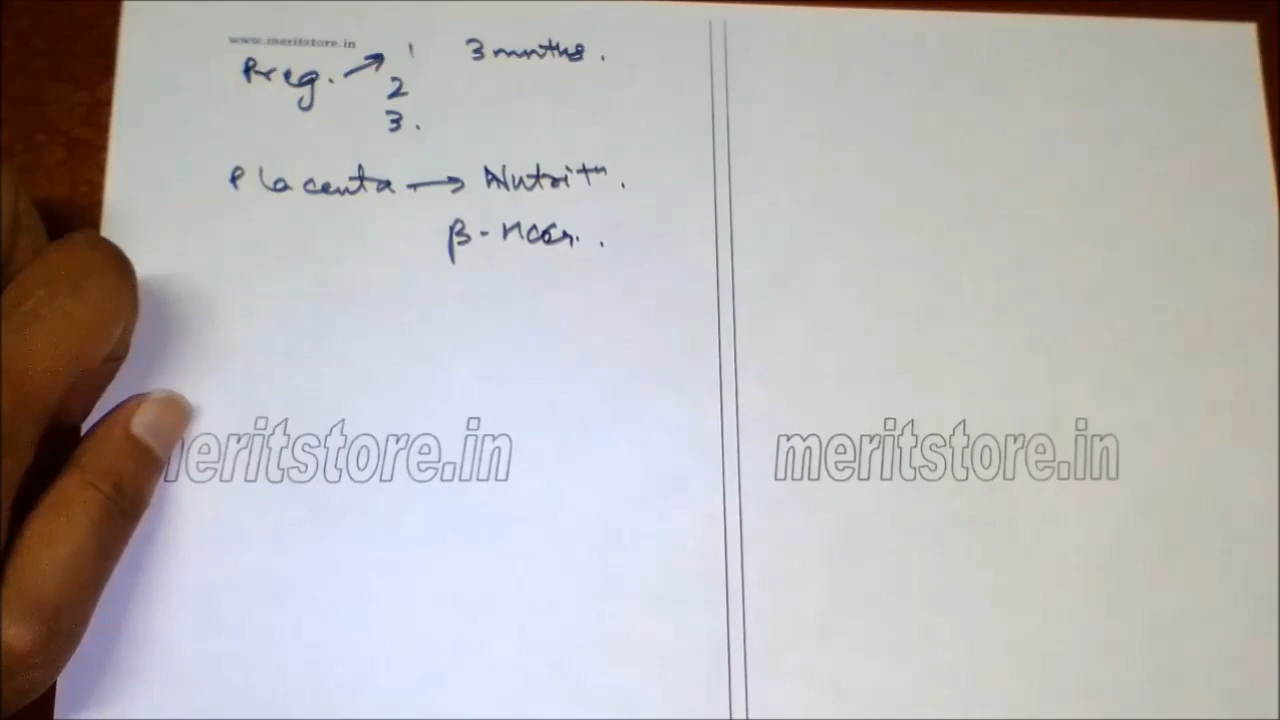 www.meritstore.in
Preg. → 1 3 months.
2
3.
Placenta → Nutritn.
β-HCG.
meritstore.in
meritstore.in